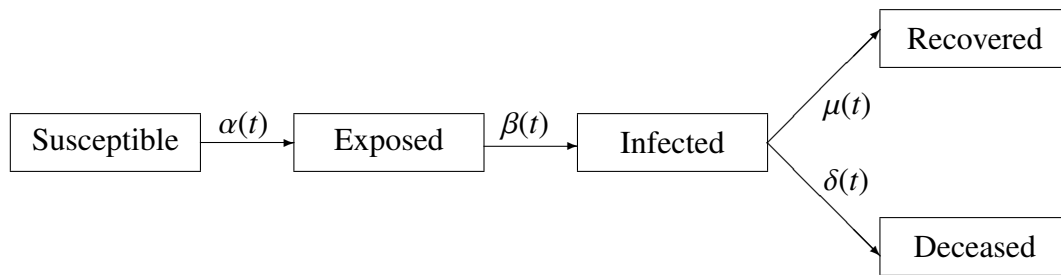 Recovered
α(t)
β(t)
μ(t)
Susceptible
Exposed
Infected
δ(t)
Deceased